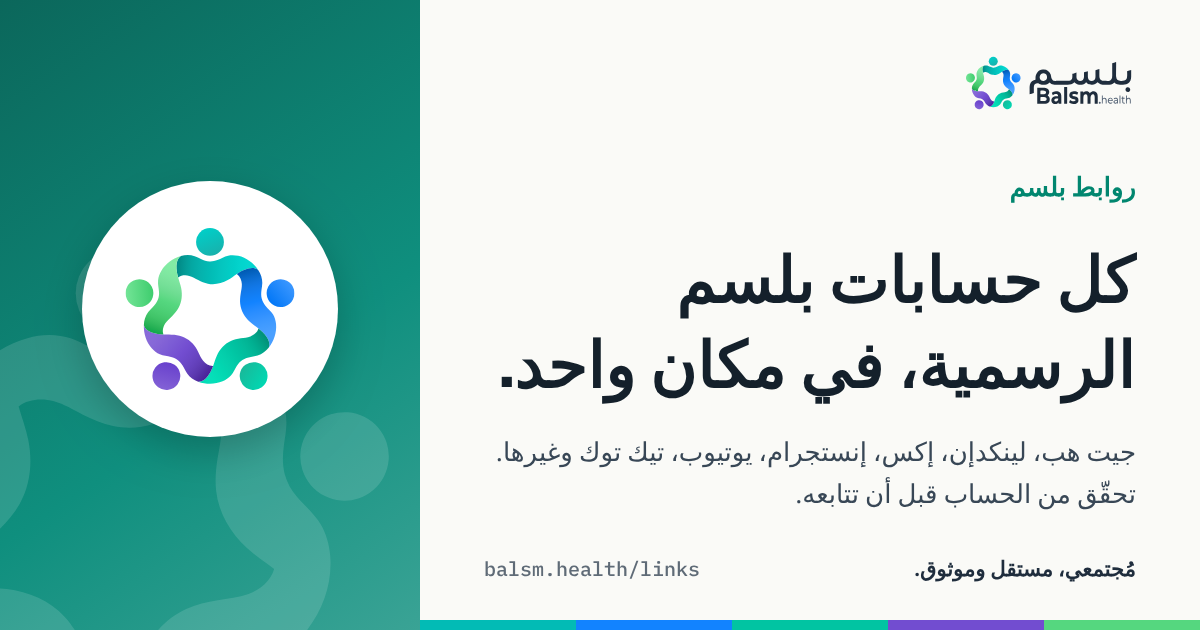 بلسم
Balsm.health
روابط بلسم
كل حسابات بلسم
الرسمية، في مكان واحد.
جيت هب، لينكدإن، إكس، إنستجرام، يوتيوب، تيك توك وغيرها.
تحقّق من الحساب قبل أن تتابعه.
مُجتمعي، مستقل وموثوق.
balsm.health/links